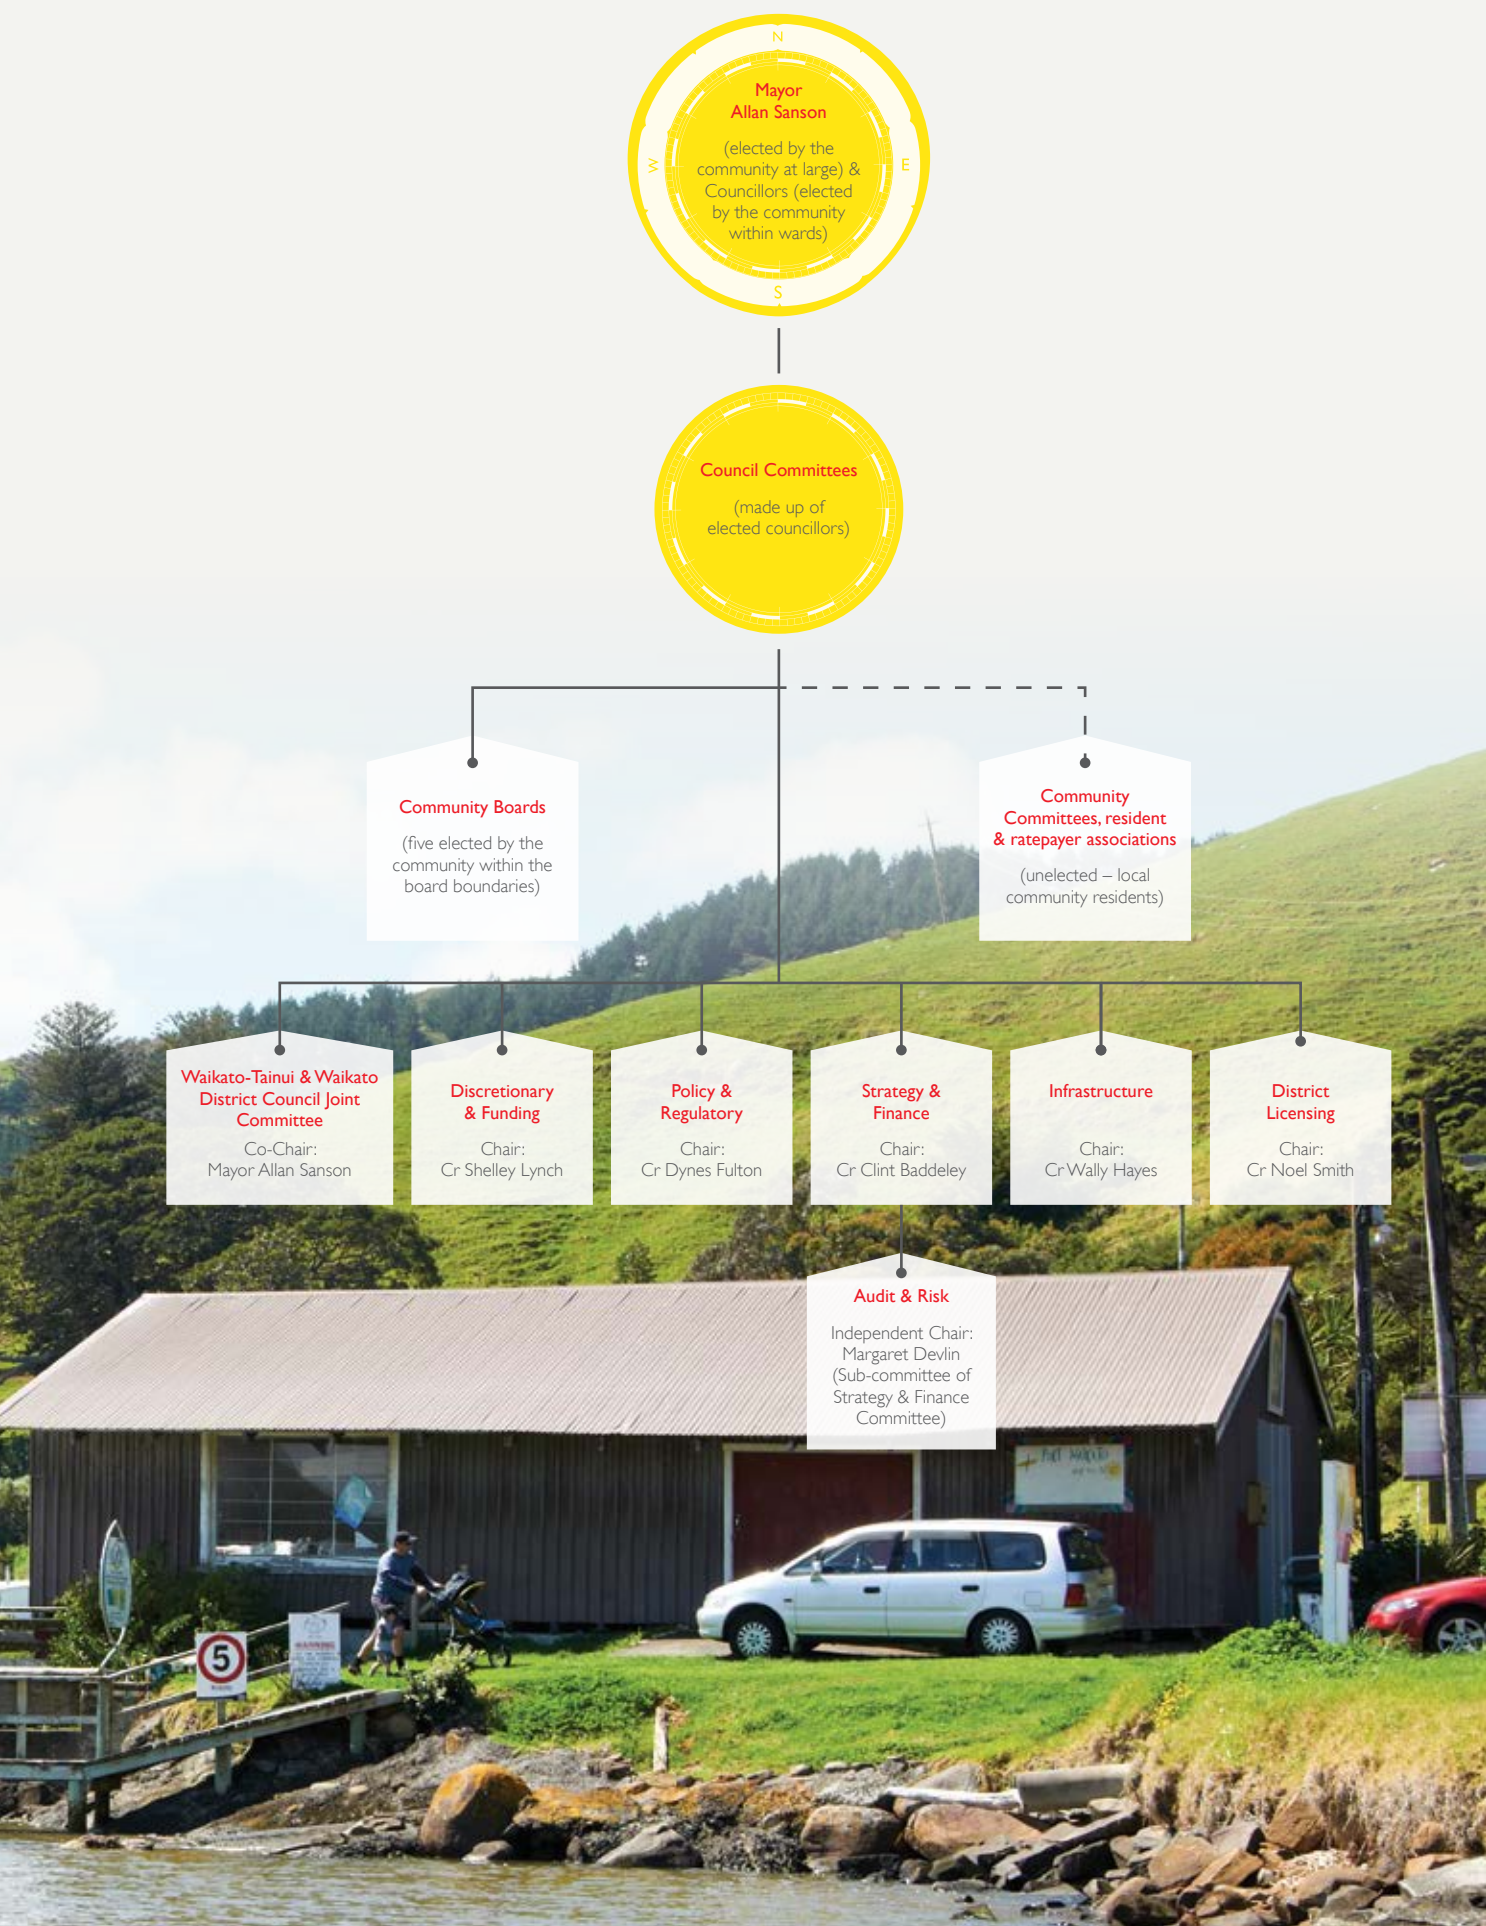 N
Mayor
Allan Sanson
(elected by the
community at large) &
Councillors (elected
by the community
within wards)
W
E
S
Council Committees
(made up of
elected councillors)
Community Boards
(five elected by the
community within the
board boundaries)
Community
Committees, resident
& ratepayer associations
(unelected – local
community residents)
Waikato-Tainui & Waikato
District Council Joint
Committee
Co-Chair:
Mayor Allan Sanson
Discretionary
& Funding
Chair:
Cr Shelley Lynch
Policy &
Regulatory
Chair:
Cr Dynes Fulton
Strategy &
Finance
Chair:
Cr Clint Baddeley
Infrastructure
Chair:
Cr Wally Hayes
District
Licensing
Chair:
Cr Noel Smith
Audit & Risk
Independent Chair:
Margaret Devlin
(Sub-committee of
Strategy & Finance
Committee)
PORT WAIKATO
5
WARNING